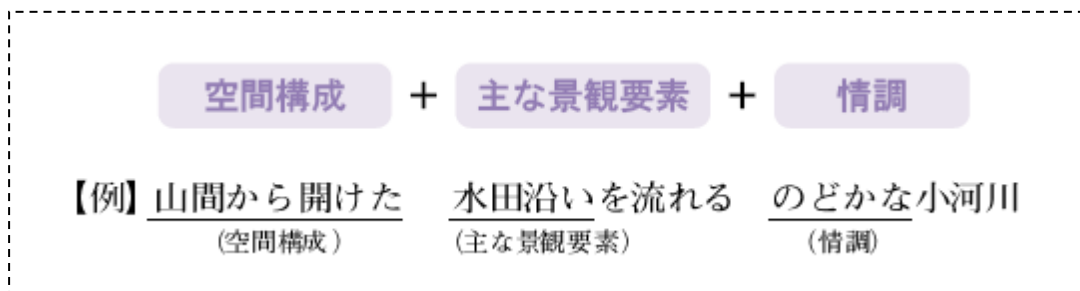 空間構成 + 主な景観要素 + 情調
【例】山間から開けた 水田沿いを流れる のどかな小河川
(空間構成) (主な景観要素) (情調)